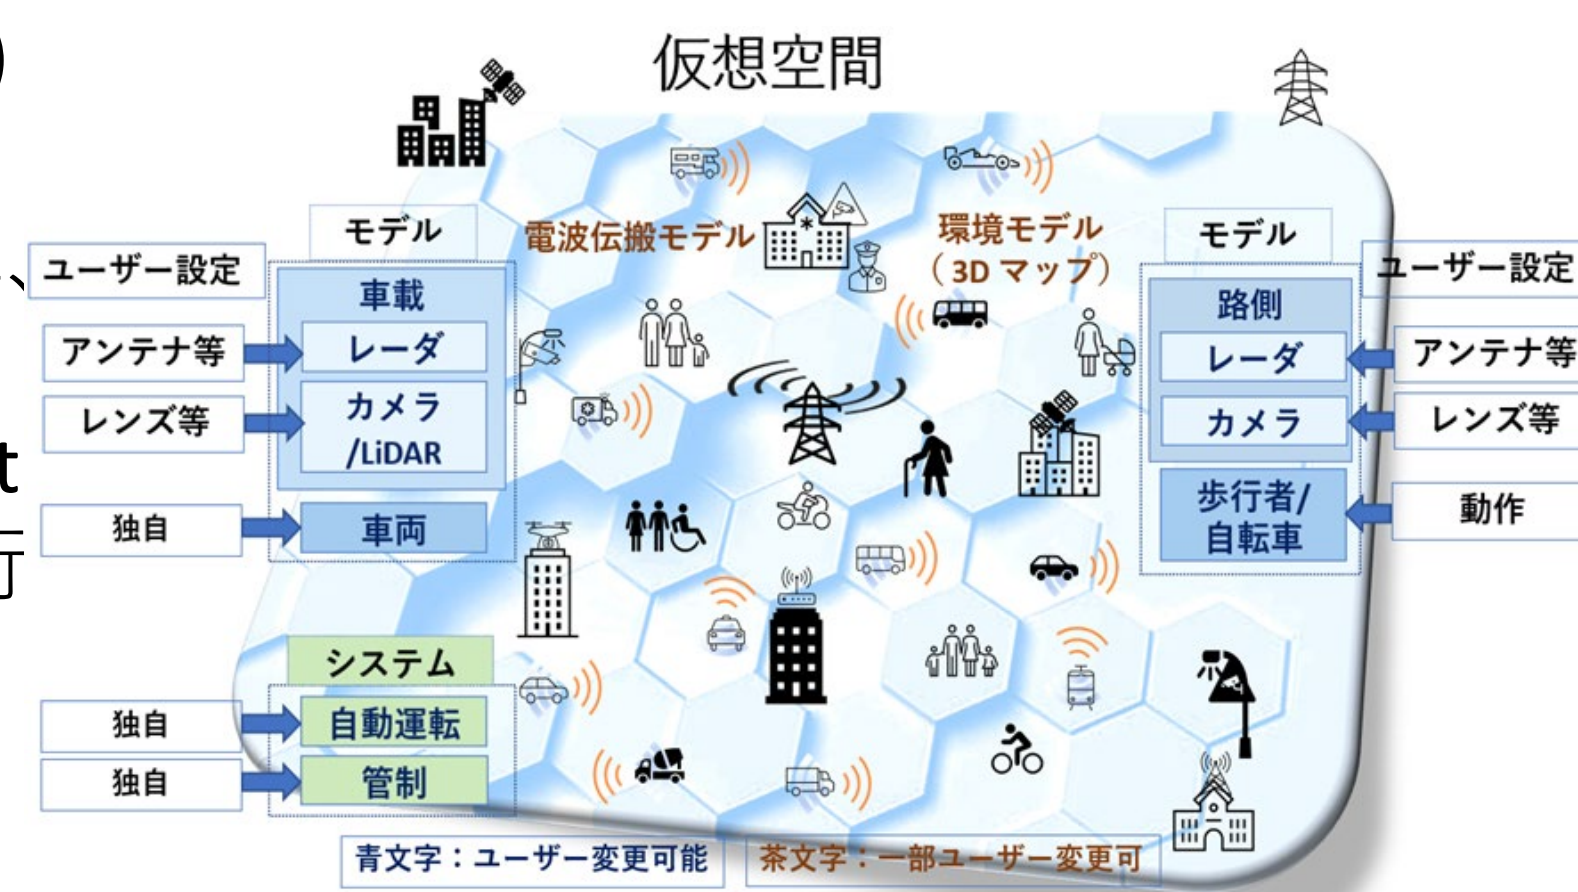 )
仮想空間
モデル
電波伝搬モデル
環境モデル
（3D マップ）
モデル
、
ユーザー設定
ユーザー設定
車載
路側
アンテナ等
レーダ
レーダ
アンテナ等
レンズ等
カメラ
/LiDAR
カメラ
レンズ等
t
独自
車両
歩行者/
自転車
動作
システム
独自
自動運転
独自
管制
青文字：ユーザー変更可能
茶文字：一部ユーザー変更可